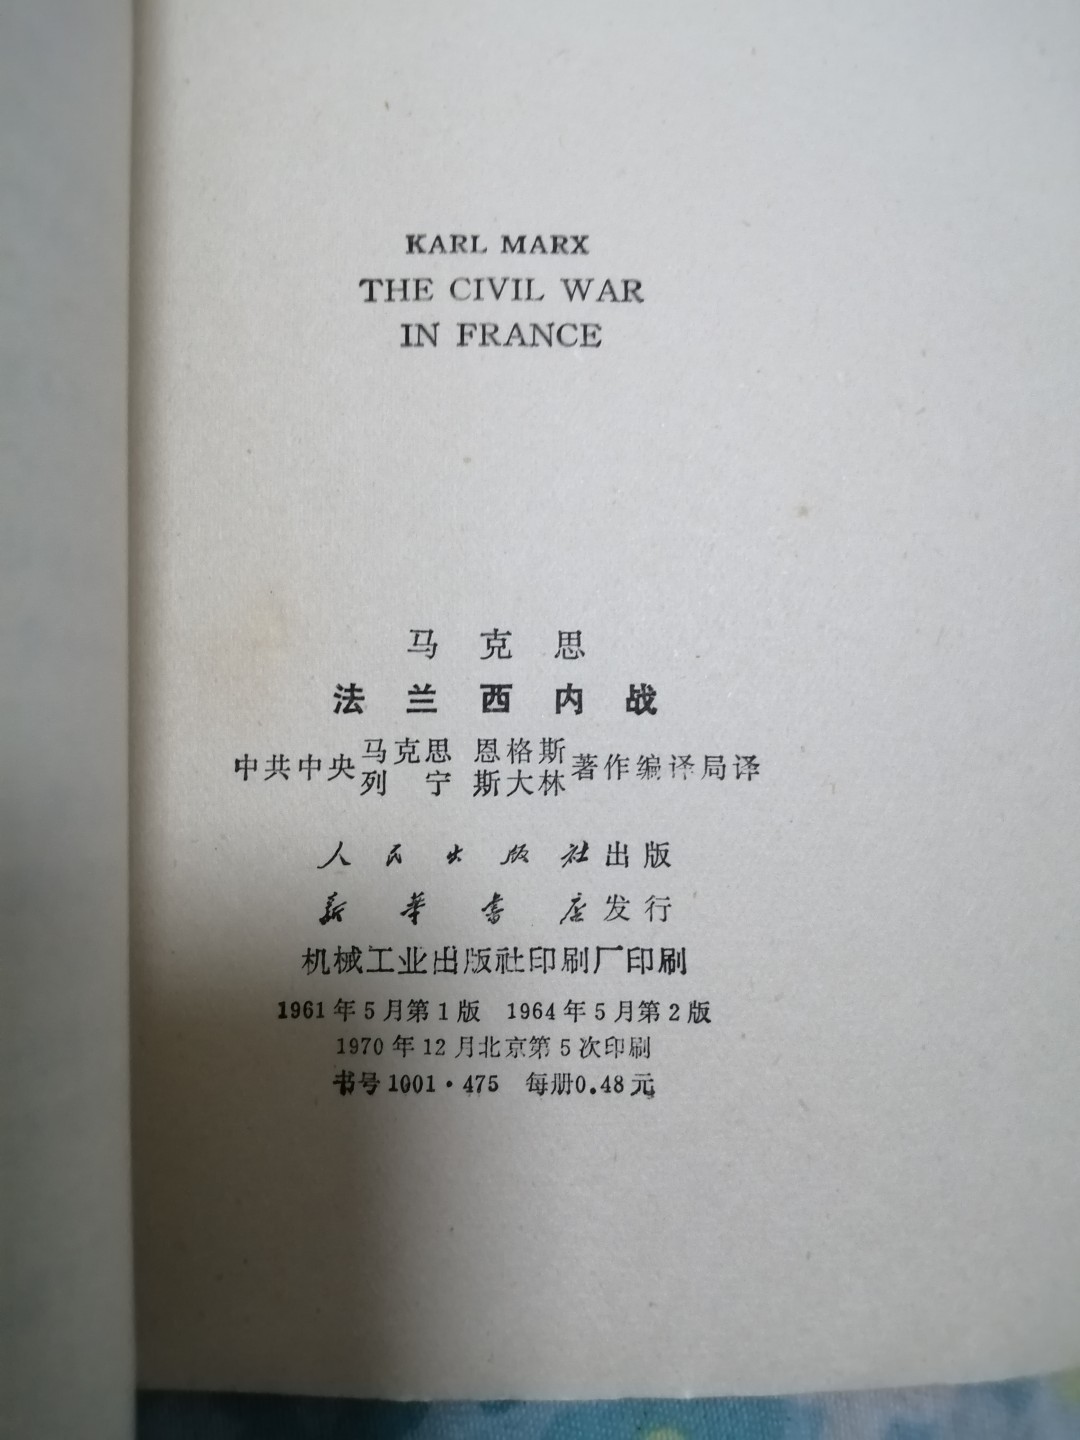 KARL MARX
THE CIVIL WAR
IN FRANCE
马克思
法兰西内战
中共中央马克思 恩格斯
列宁 斯大林著作编译局译
人民出版社出版
新华书店发行
机械工业出版社印刷厂印刷
1961年5月第1版 1964年5月第2版
1970年12月北京第5次印刷
书号1001·475 每册0.48元